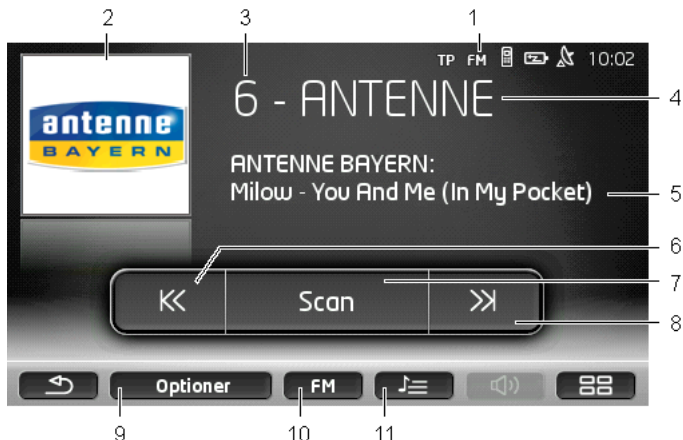 2 3 1
TP FM 10:02
6 - ANTENNE
4
antenne
BAYERN
ANTENNE BAYERN:
Milow - You And Me (In My Pocket)
5
6
Scan
7
8
Optioner FM
9 10 11